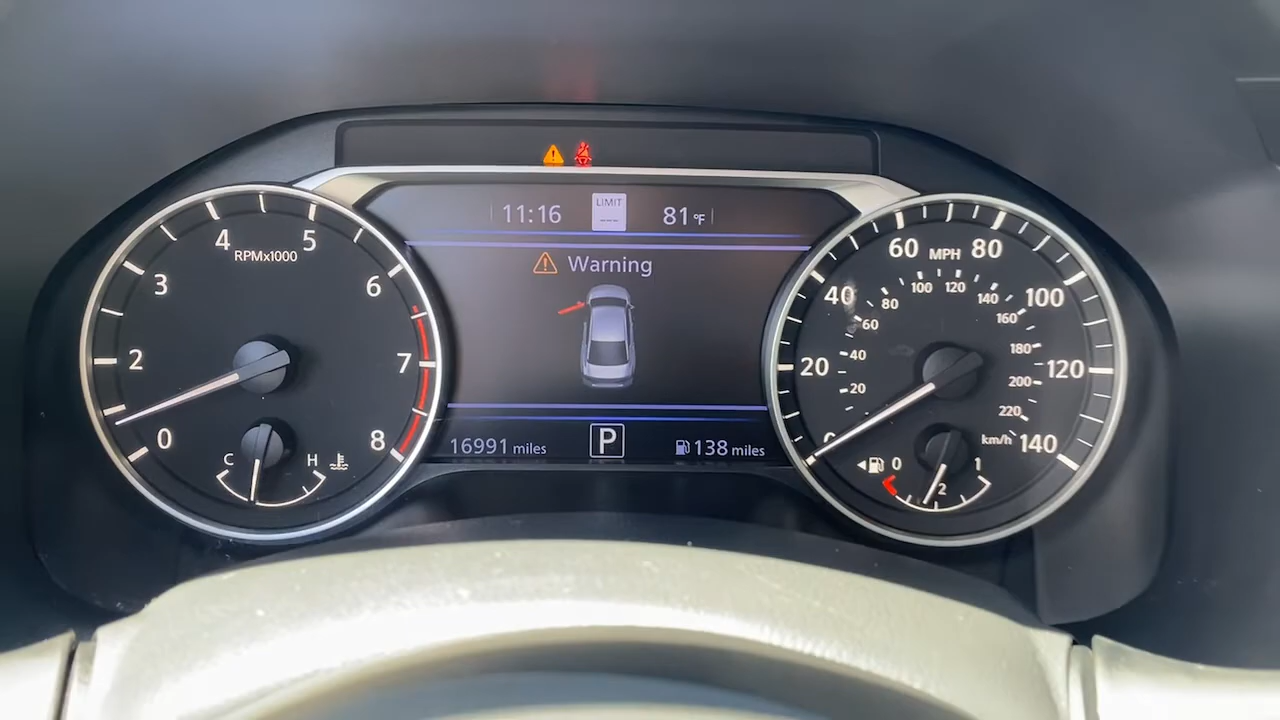 11:16
LIMIT
---
81°F
Warning
4
5
RPMx1000
3
6
2
7
0
8
C
H
16991 miles
P
138 miles
60
MPH
80
40
100
20
120
0
140
100
120
80
140
60
160
40
180
20
200
220
km/h
0
1
2